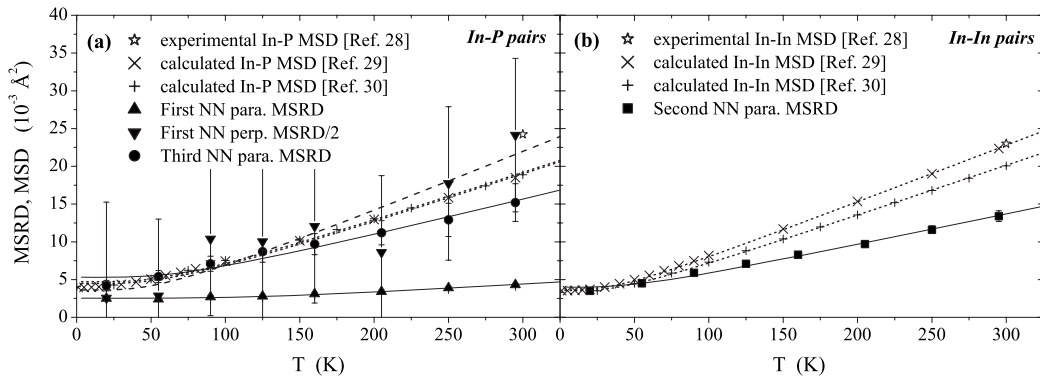 MSRD, MSD (10⁻³ Å²)
40
35
30
25
20
15
10
5
0
(a)
In-P pairs
experimental In-P MSD [Ref. 28]
calculated In-P MSD [Ref. 29]
calculated In-P MSD [Ref. 30]
First NN para. MSRD
First NN perp. MSRD/2
Third NN para. MSRD
0 50 100 150 200 250 300
T (K)
(b)
In-In pairs
experimental In-In MSD [Ref. 28]
calculated In-In MSD [Ref. 29]
calculated In-In MSD [Ref. 30]
Second NN para. MSRD
0 50 100 150 200 250 300
T (K)